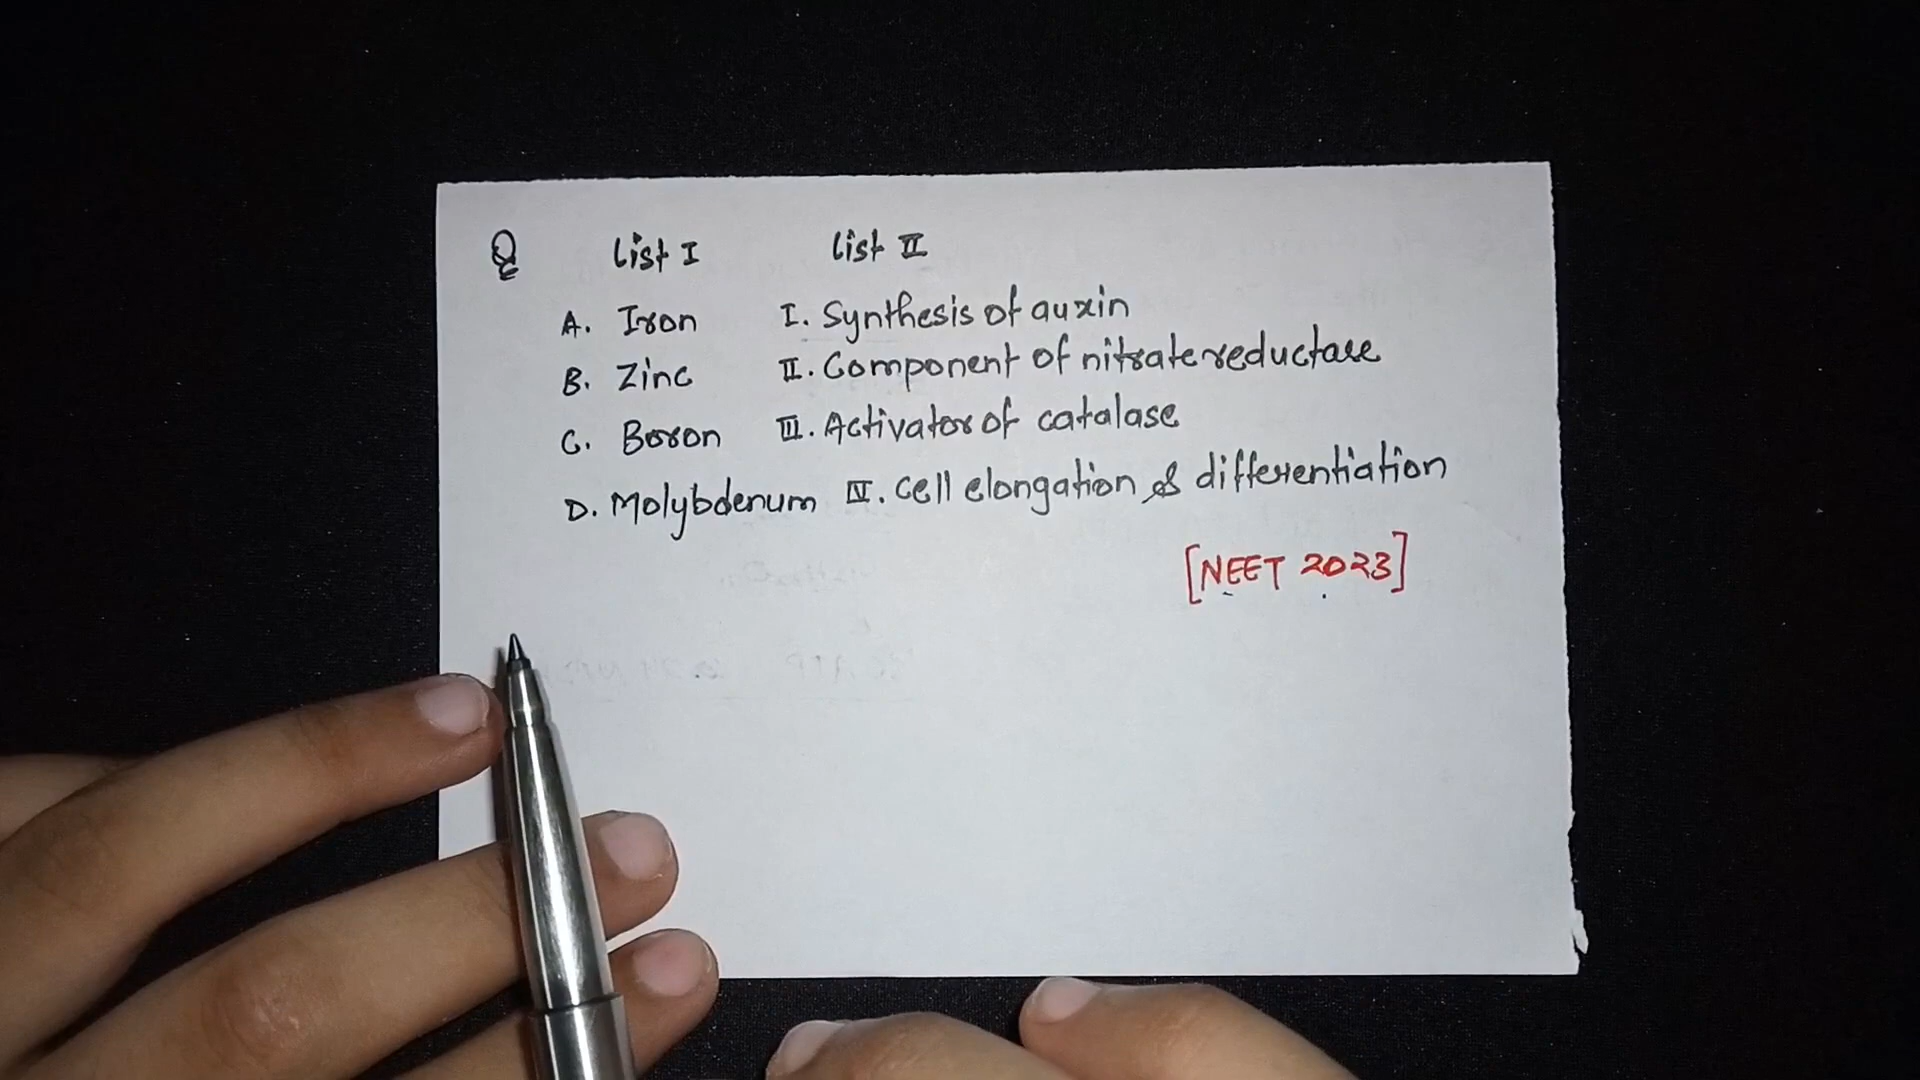 Q List I List II
A. Iron I. Synthesis of auxin
B. Zinc II. Component of nitrate reductase
C. Boron III. Activator of catalase
D. Molybdenum IV. Cell elongation & differentiation
[NEET 2023]